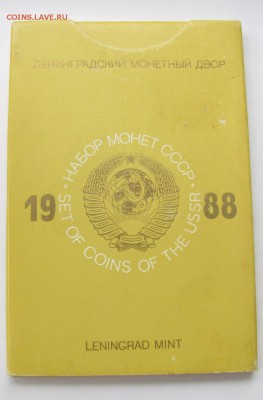 COINS.LAVE.RU
ЛЕНИНГРАДСКИЙ МОНЕТНЫЙ ДВОР
• НАБОР МОНЕТ СССР •
19 88
SET OF COINS OF THE USSR
LENINGRAD MINT